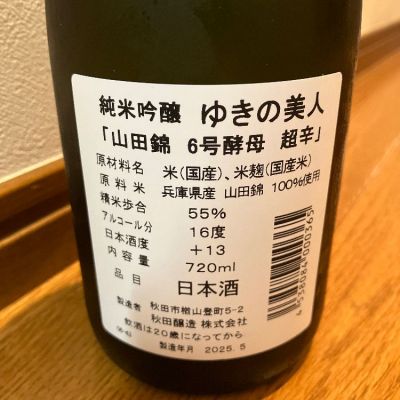 純米吟醸 ゆきの美人
「山田錦 6号酵母 超辛」
原材料名 米(国産)、米麹(国産米)
原料米 兵庫県産 山田錦 100%使用
精米歩合 55%
アルコール分 16度
日本酒度 +13
内容量 720ml
品目 日本酒
製造者 秋田市楢山登町5-2
秋田醸造 株式会社
飲酒は20歳になってから
製造年月 2025.5
4538084000365